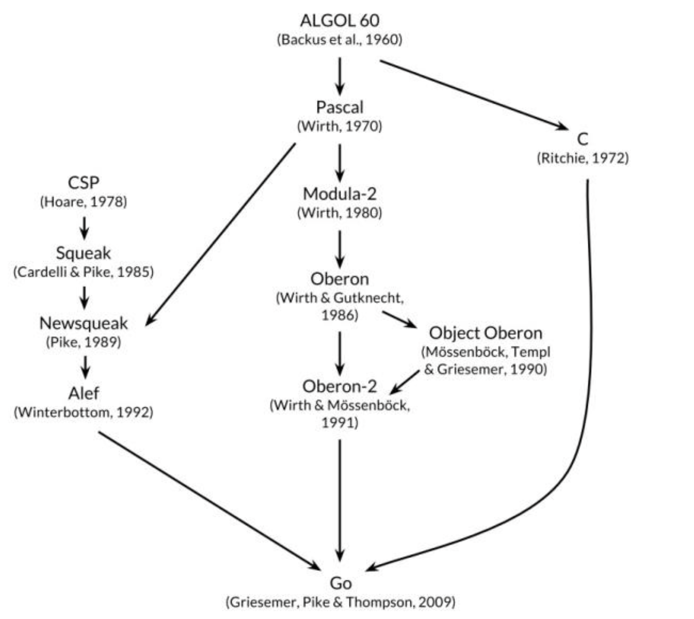 ALGOL 60
(Backus et al., 1960)
Pascal
(Wirth, 1970)
C
(Ritchie, 1972)
CSP
(Hoare, 1978)
Modula-2
(Wirth, 1980)
Squeak
(Cardelli & Pike, 1985)
Oberon
(Wirth & Gutknecht,
1986)
Newsqueak
(Pike, 1989)
Object Oberon
(Mössenböck, Templ
& Griesemer, 1990)
Alef
(Winterbottom, 1992)
Oberon-2
(Wirth & Mössenböck,
1991)
Go
(Griesemer, Pike & Thompson, 2009)